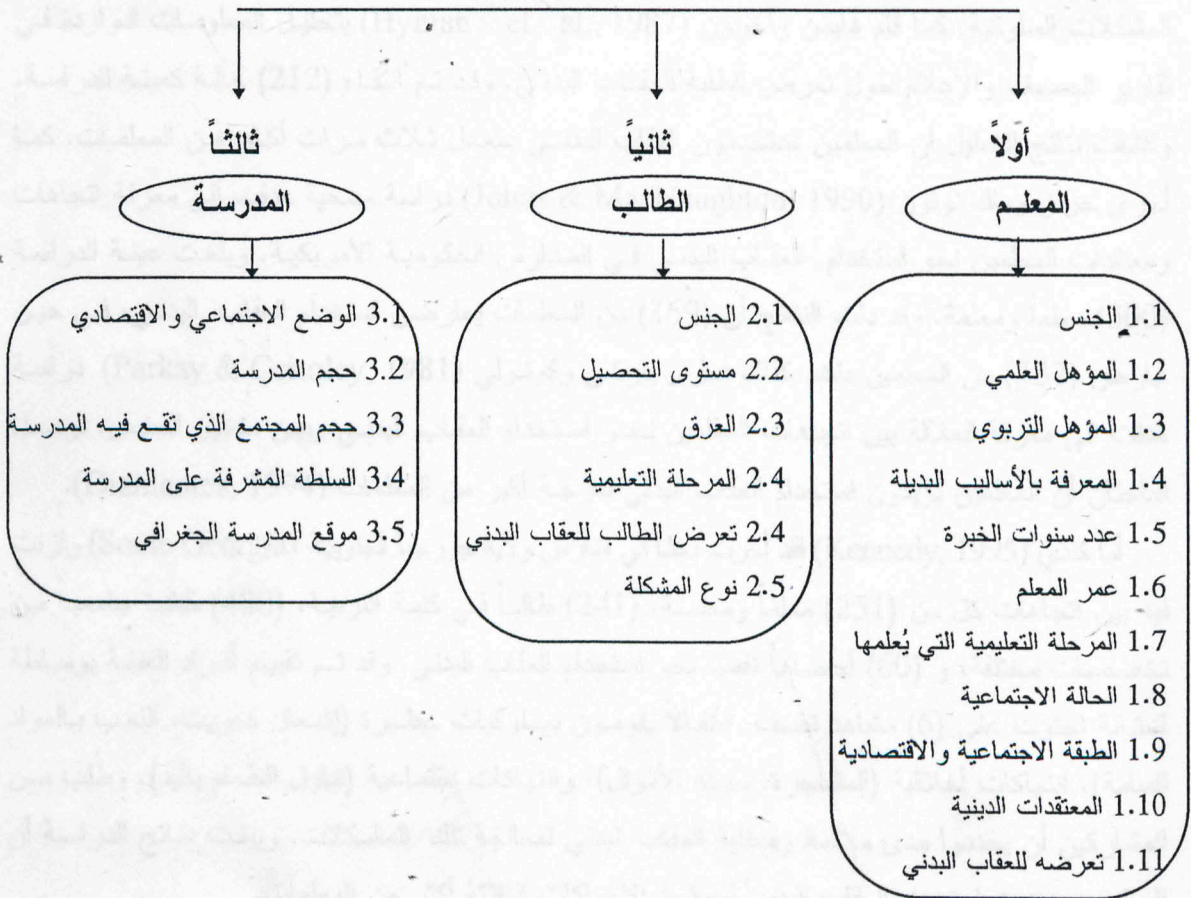 أولاً
المعلم
1.1 الجنس
1.2 المؤهل العلمي
1.3 المؤهل التربوي
1.4 المعرفة بالأساليب البديلة
1.5 عدد سنوات الخبرة
1.6 عمر المعلم
1.7 المرحلة التعليمية التي يُعلمها
1.8 الحالة الاجتماعية
1.9 الطبقة الاجتماعية والاقتصادية
1.10 المعتقدات الدينية
1.11 تعرضه للعقاب البدني
ثانياً
الطالب
2.1 الجنس
2.2 مستوى التحصيل
2.3 العرق
2.4 المرحلة التعليمية
2.4 تعرض الطالب للعقاب البدني
2.5 نوع المشكلة
ثالثاً
المدرسة
3.1 الوضع الاجتماعي والاقتصادي
3.2 حجم المدرسة
3.3 حجم المجتمع الذي تقع فيه المدرسة
3.4 السلطة المشرفة على المدرسة
3.5 موقع المدرسة الجغرافي